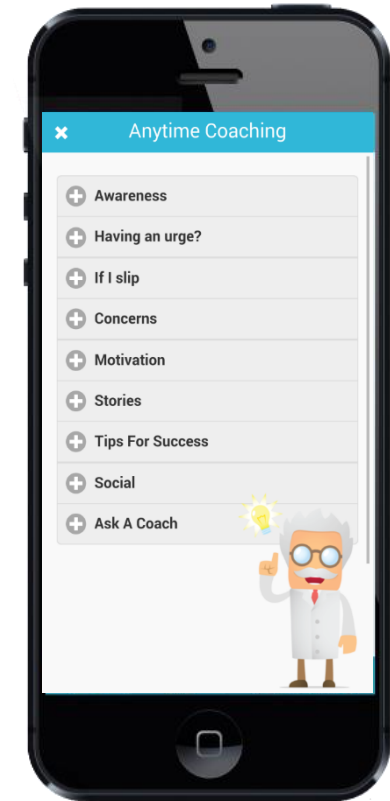 Anytime Coaching
Awareness
Having an urge?
If I slip
Concerns
Motivation
Stories
Tips For Success
Social
Ask A Coach